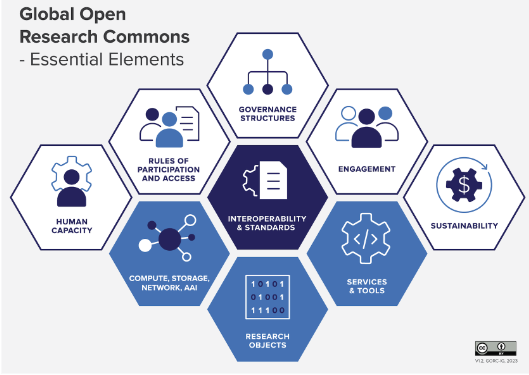 Global Open
Research Commons
- Essential Elements
GOVERNANCE
STRUCTURES
RULES OF
PARTICIPATION
AND ACCESS
ENGAGEMENT
HUMAN
CAPACITY
INTEROPERABILITY
& STANDARDS
$
SUSTAINABILITY
COMPUTE, STORAGE,
NETWORK, AAI
</>
SERVICES
& TOOLS
1 0 1 0 1
0 1 0 0 1
1 1 1 0 0
RESEARCH
OBJECTS
cc
BY